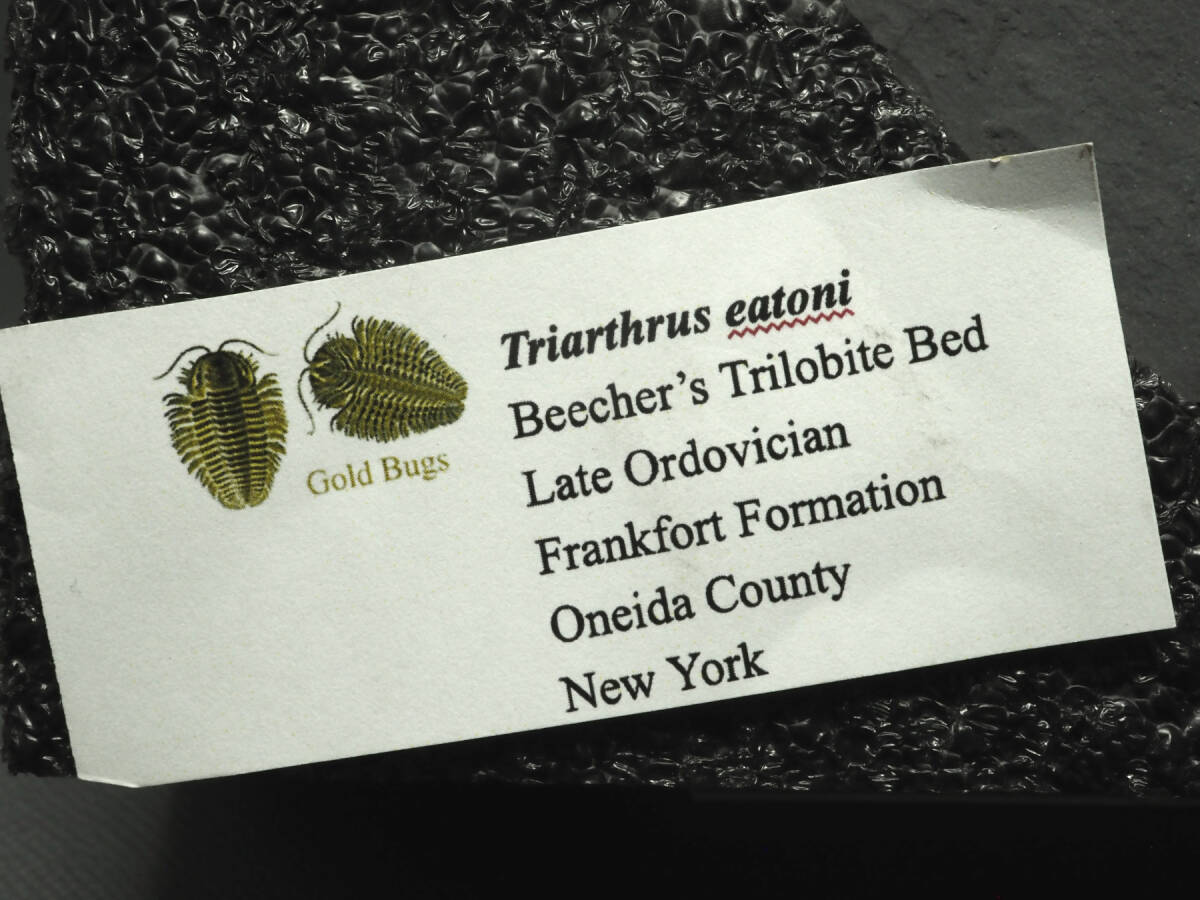 Triarthrus eatoni
Beecher's Trilobite Bed
Late Ordovician
Frankfort Formation
Oneida County
New York
Gold Bugs